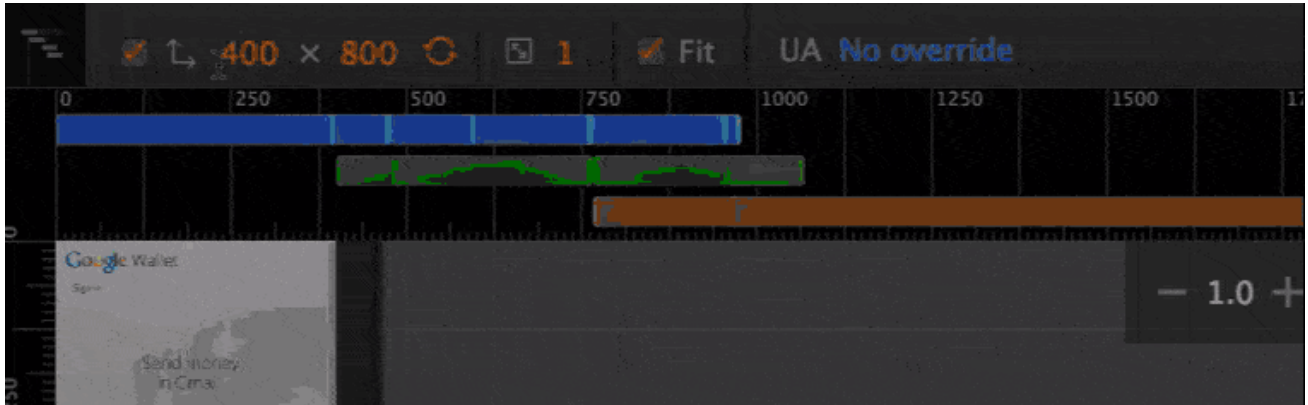 400 × 800 1 Fit UA No override
0 250 500 750 1000 1250 1500
Google Wallet
1.0
Send money
in Gmail